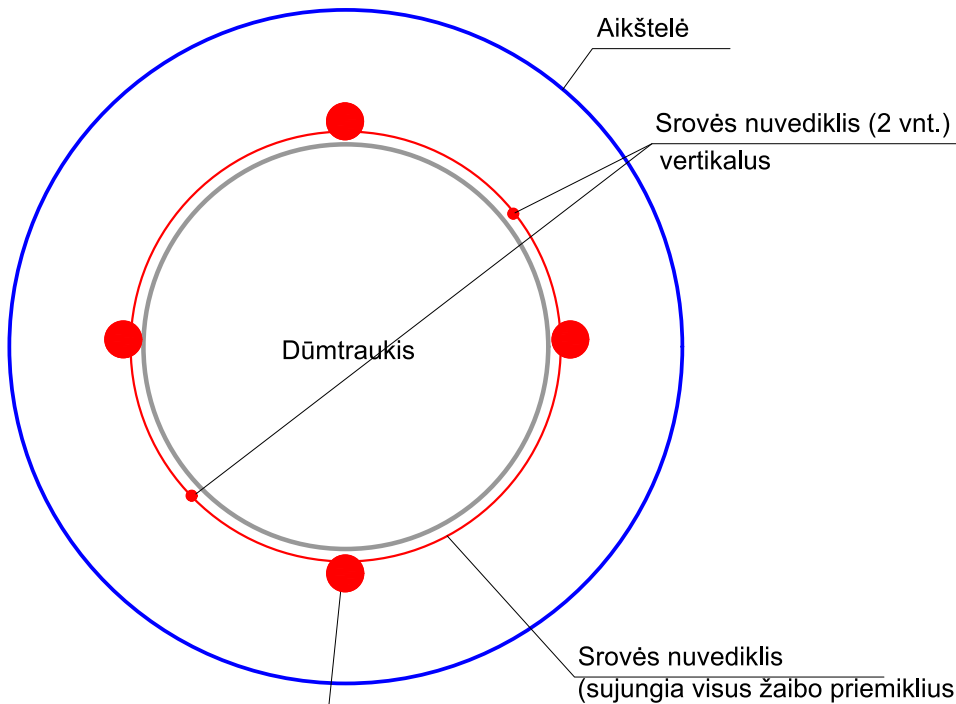 Aikštelė
Srovės nuvediklis (2 vnt.)
vertikalus
Dūmtraukis
Srovės nuvediklis
(sujungia visus žaibo priemiklius